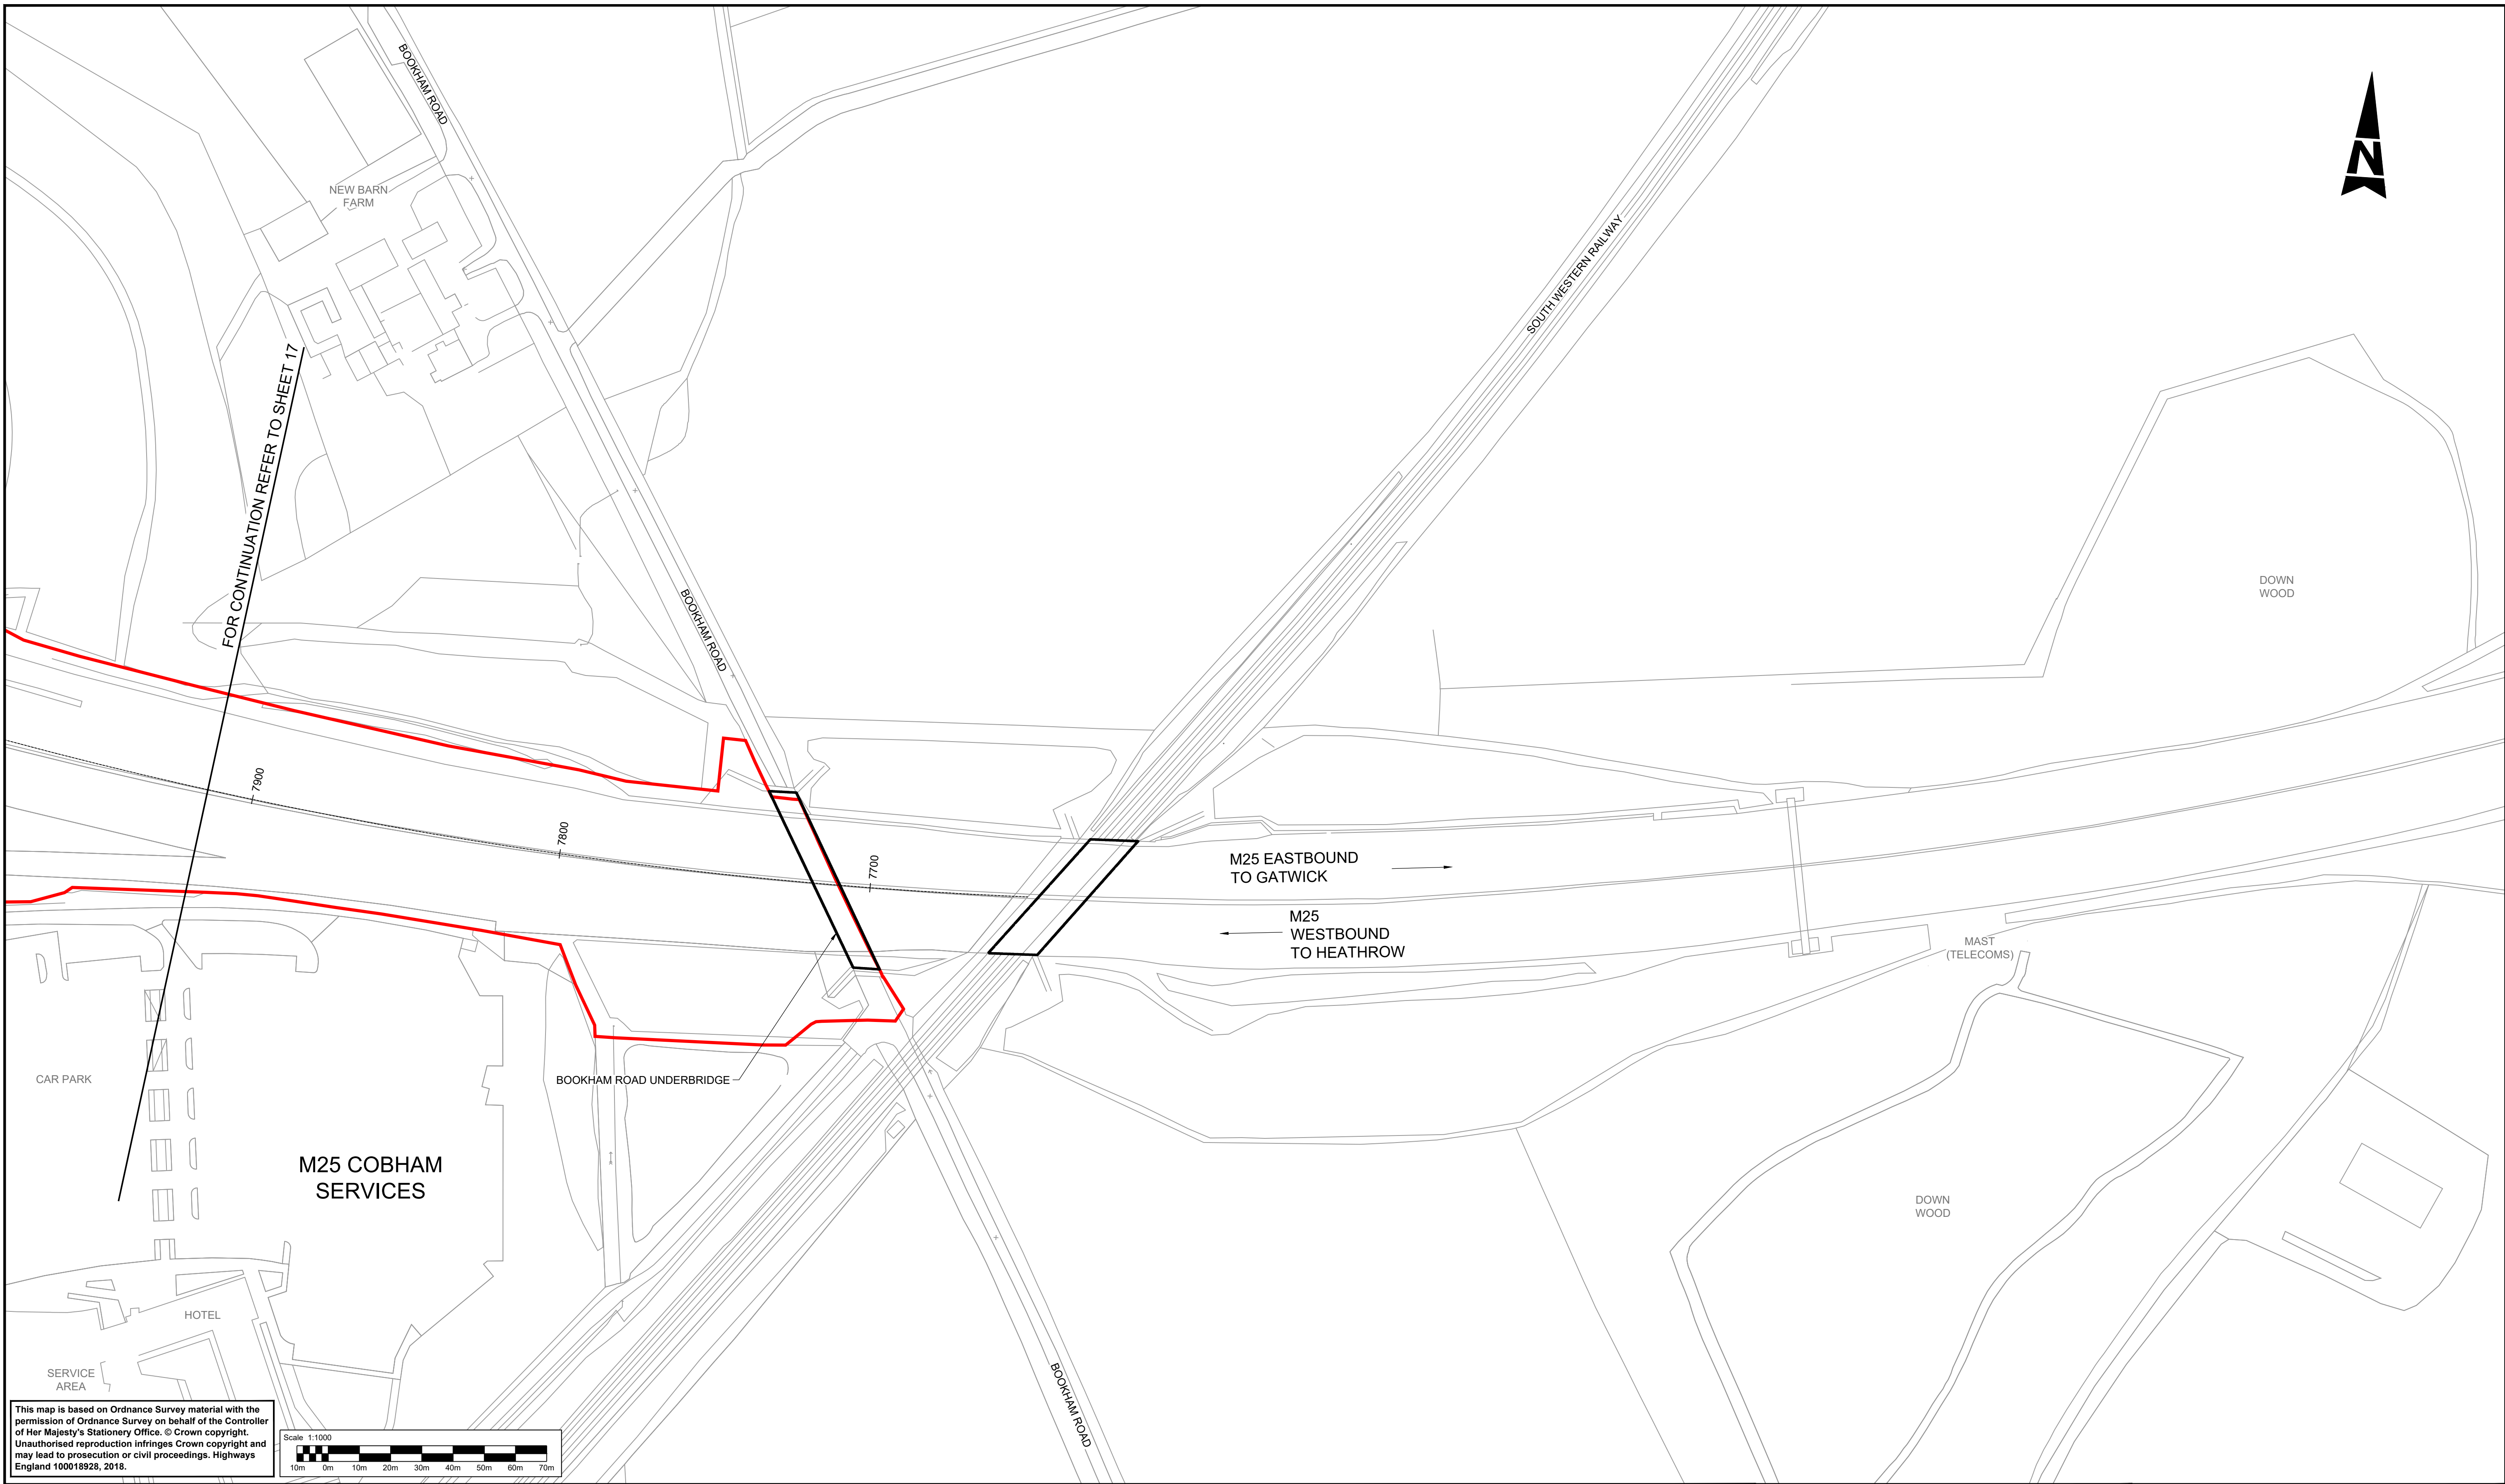 BOOKHAM ROAD
N
NEW BARN
FARM
SOUTH WESTERN RAILWAY
FOR CONTINUATION REFER TO SHEET 17
DOWN
WOOD
BOOKHAM ROAD
7900
7800
7700
M25 EASTBOUND
TO GATWICK
M25
WESTBOUND
TO HEATHROW
MAST
(TELECOMS)
CAR PARK
BOOKHAM ROAD UNDERBRIDGE
M25 COBHAM
SERVICES
DOWN
WOOD
HOTEL
SERVICE
AREA
BOOKHAM ROAD
This map is based on Ordnance Survey material with the
permission of Ordnance Survey on behalf of the Controller
of Her Majesty's Stationery Office. © Crown copyright.
Unauthorised reproduction infringes Crown copyright and
may lead to prosecution or civil proceedings. Highways
England 100018928, 2018.
Scale 1:1000
10m 0m 10m 20m 30m 40m 50m 60m 70m